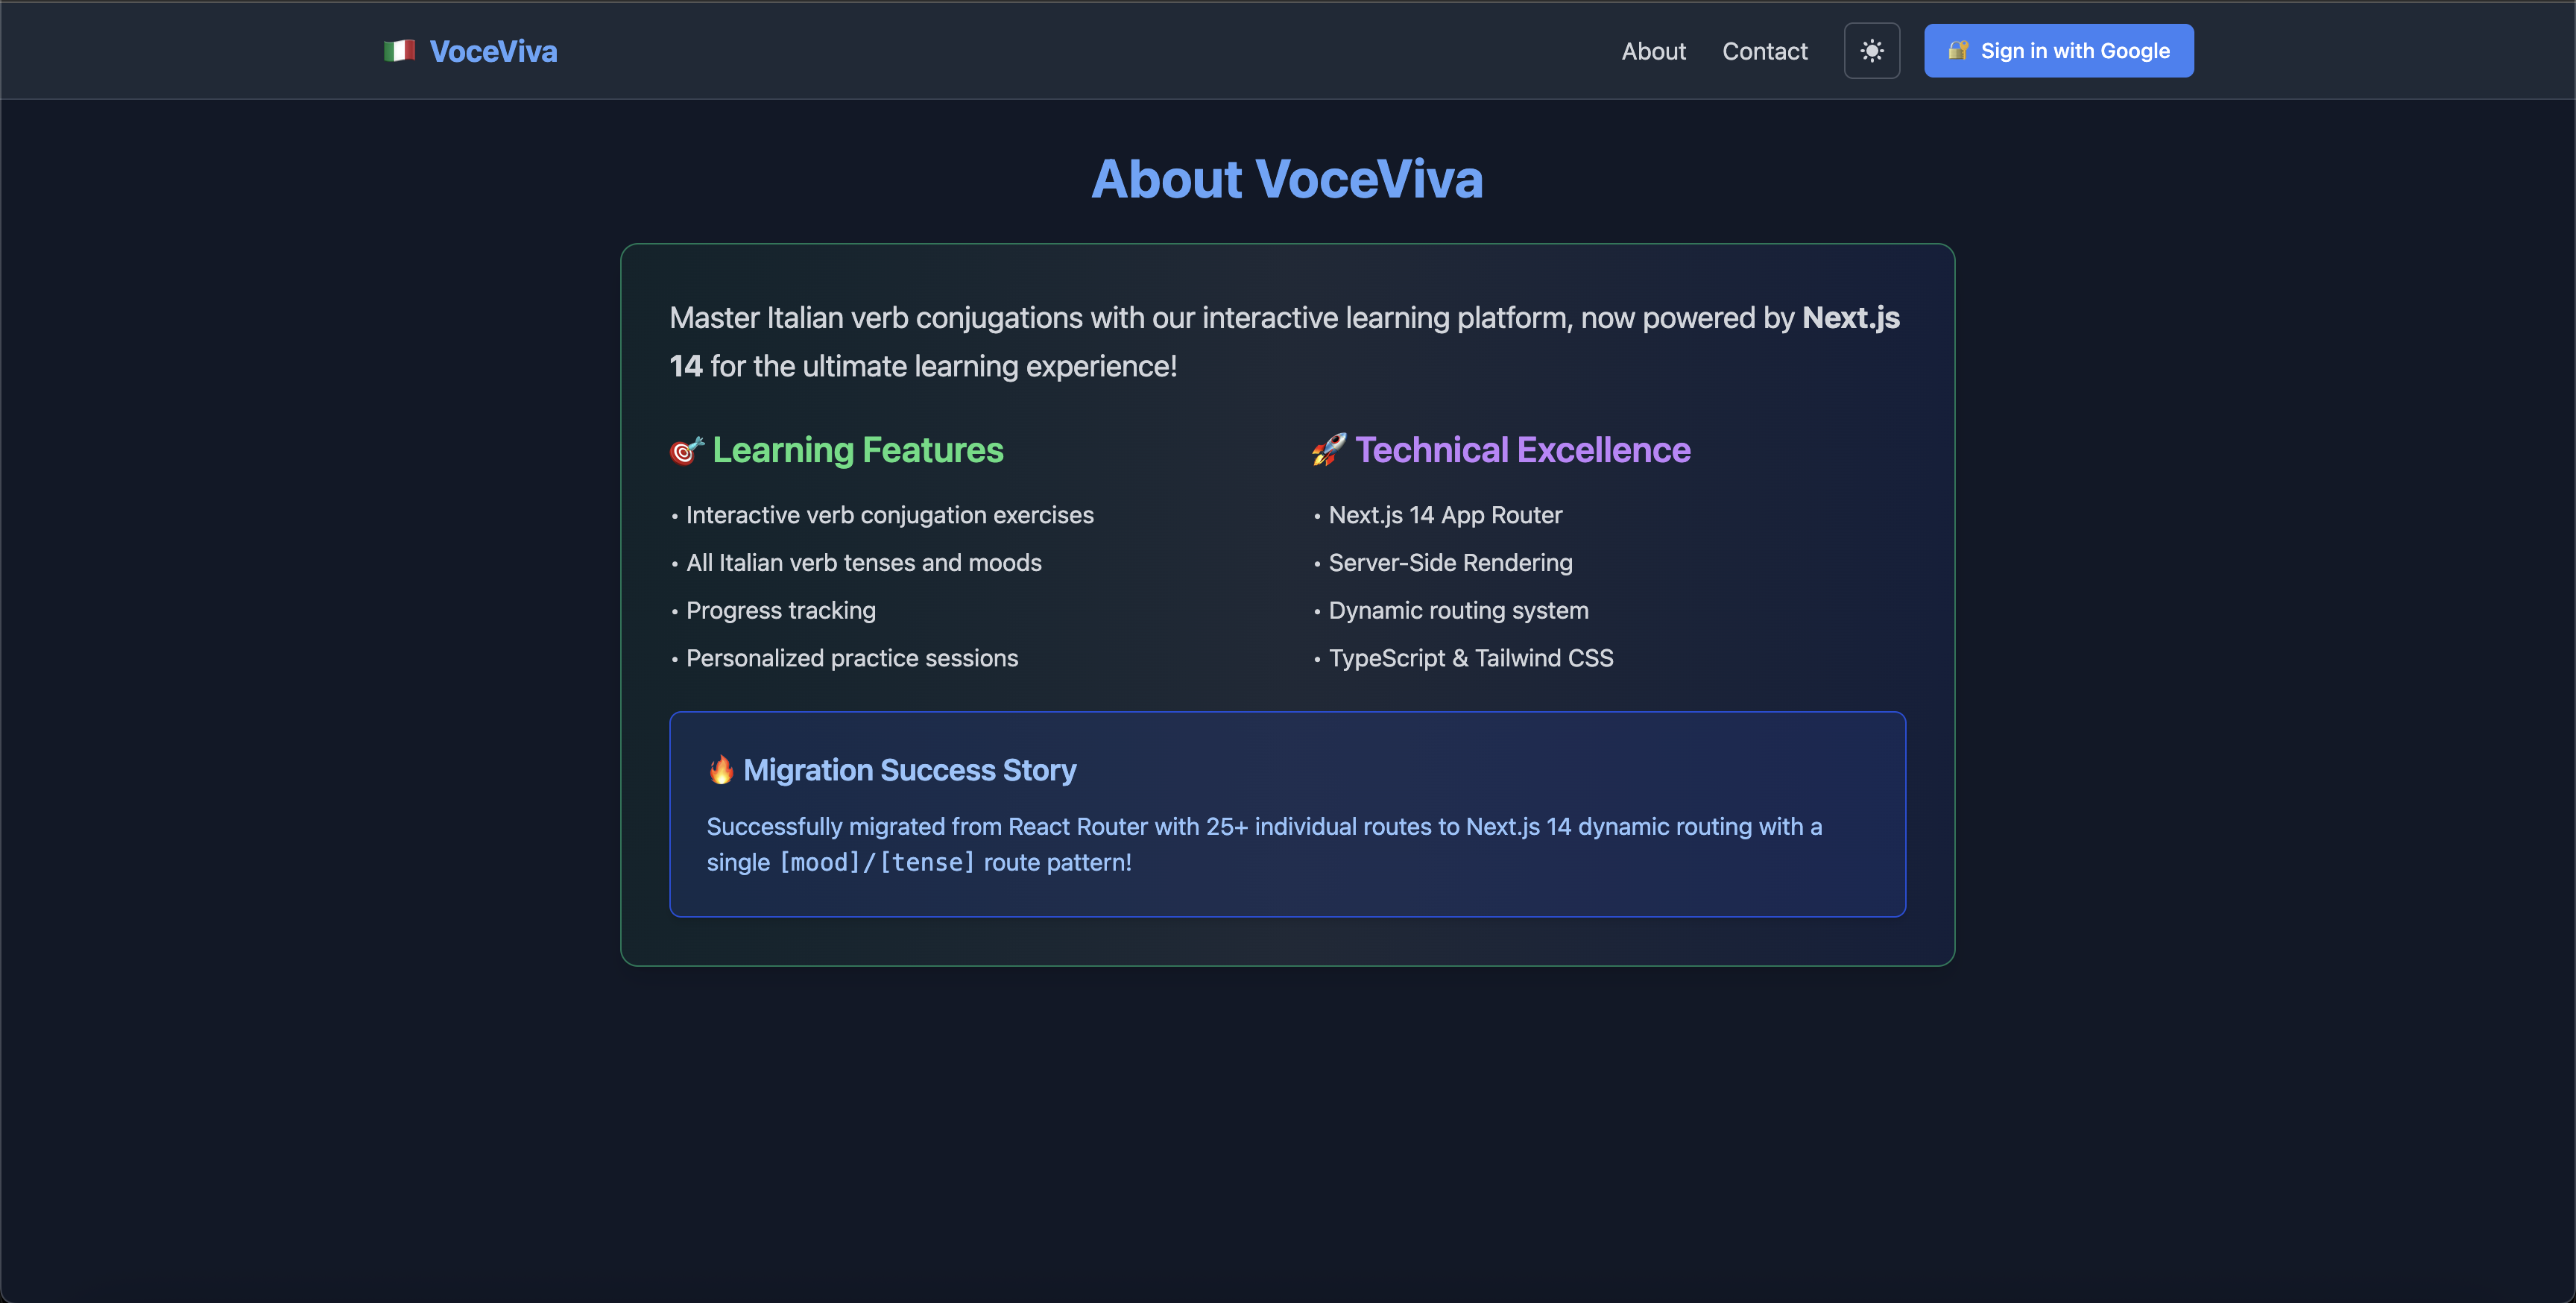 VoceViva
About
Contact
Sign in with Google
About VoceViva
Master Italian verb conjugations with our interactive learning platform, now powered by Next.js
14 for the ultimate learning experience!
🎯 Learning Features
• Interactive verb conjugation exercises
• All Italian verb tenses and moods
• Progress tracking
• Personalized practice sessions
🚀 Technical Excellence
• Next.js 14 App Router
• Server-Side Rendering
• Dynamic routing system
• TypeScript & Tailwind CSS
🔥 Migration Success Story
Successfully migrated from React Router with 25+ individual routes to Next.js 14 dynamic routing with a
single [mood]/[tense] route pattern!